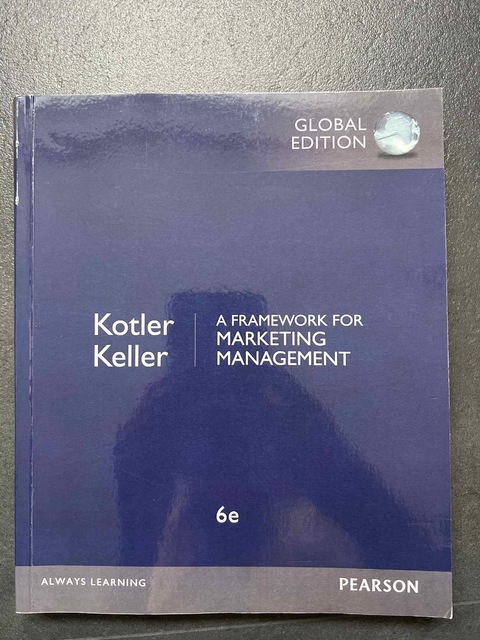 GLOBAL
EDITION
Kotler
Keller
A FRAMEWORK FOR
MARKETING
MANAGEMENT
6e
ALWAYS LEARNING
PEARSON